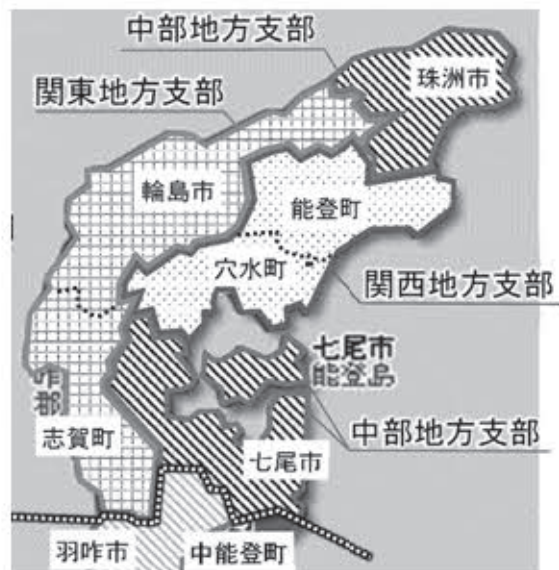 中部地方支部
関東地方支部
珠洲市
輪島市
能登町
穴水町
関西地方支部
七尾市
能登島
咋郡
志賀町
中部地方支部
七尾市
羽咋市
中能登町